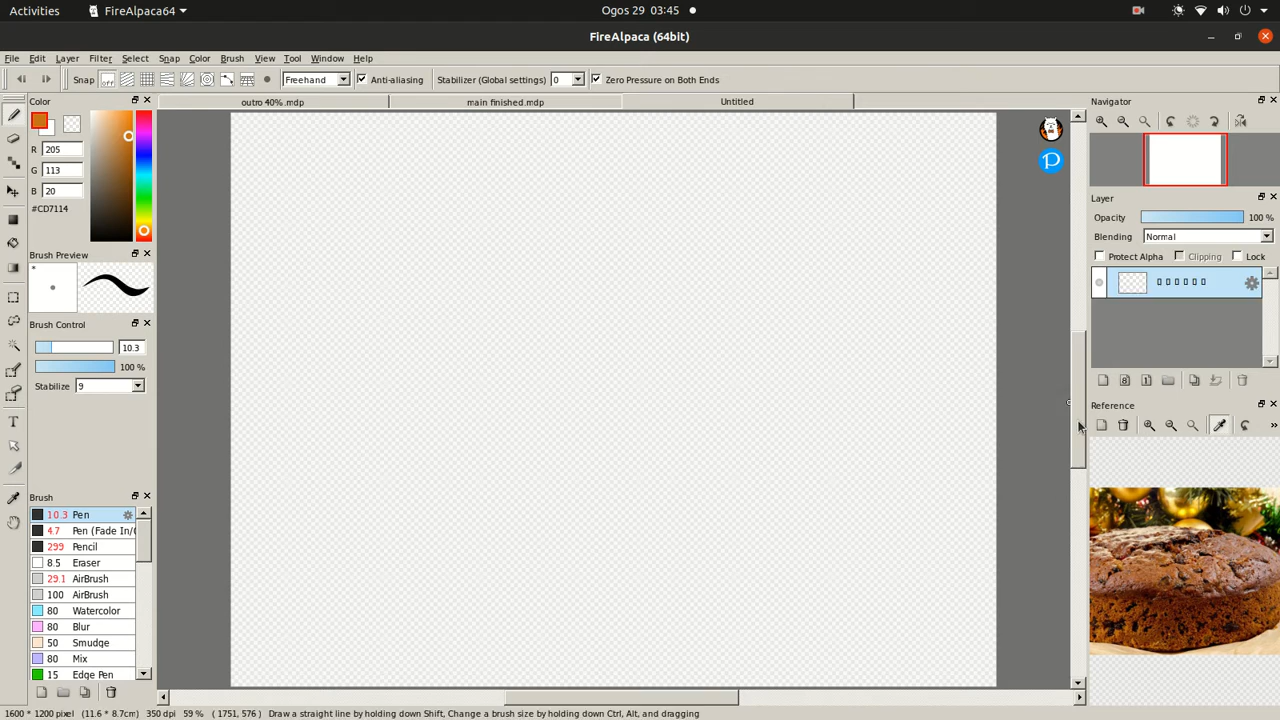 Activities FireAlpaca64 Ogos 29 03:45
FireAlpaca (64bit)
File Edit Layer Filter Select Snap Color Brush View Tool Window Help
Snap off Freehand Anti-aliasing Stabilizer (Global settings) 0 Zero Pressure on Both Ends
Color
outro 40% .mdp main finished.mdp Untitled
R 205
G 113
B 20
#CD7114
Brush Preview
*
Brush Control
10.3
100 %
Stabilize 9
Brush
10.3 Pen
4.7 Pen (Fade In/
299 Pencil
8.5 Eraser
29.1 AirBrush
100 AirBrush
80 Watercolor
80 Blur
50 Smudge
80 Mix
15 Edge Pen
Navigator
P
Layer
Opacity 100 %
Blending Normal
Protect Alpha Clipping Lock
8 1
Reference
»
1600 * 1200 pixel (11.6 * 8.7cm) 350 dpi 59 % ( 1751, 576 ) Draw a straight line by holding down Shift, Change a brush size by holding down Ctrl, Alt, and dragging